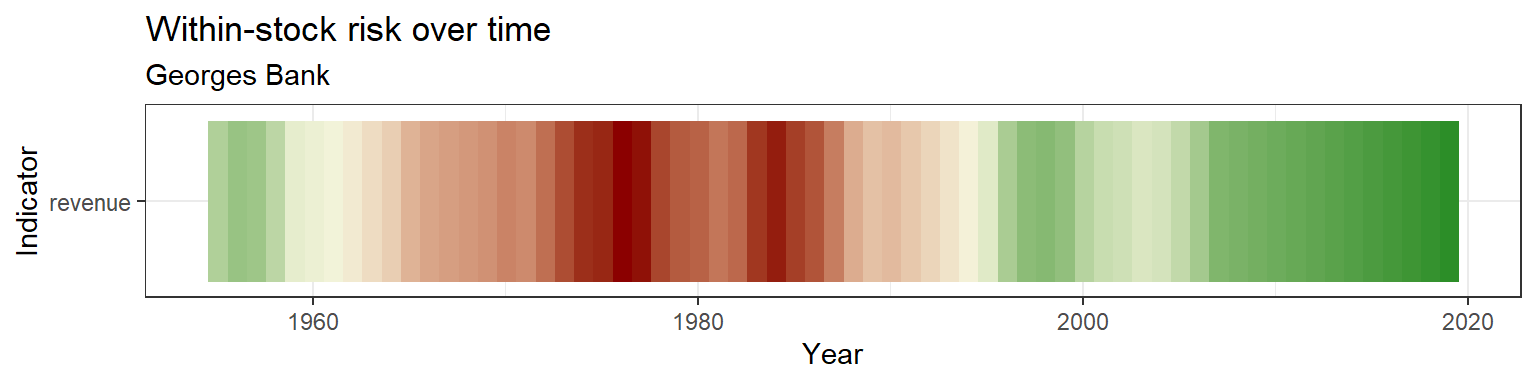 Within-stock risk over time
Georges Bank
Indicator
revenue
1960 1980 2000 2020
Year